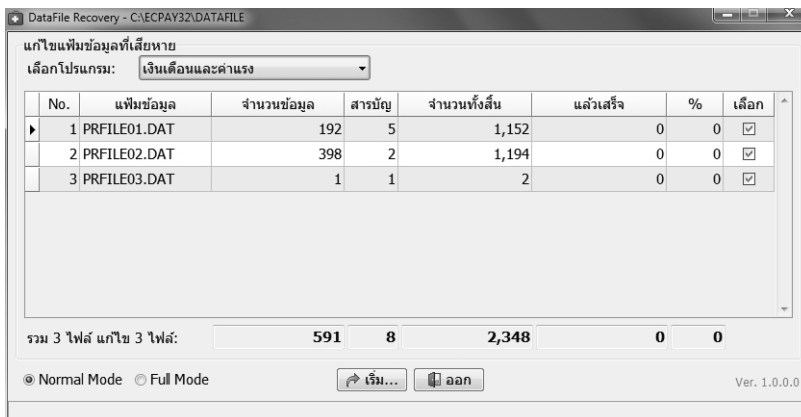 DataFile Recovery - C:\ECPAY32\DATAFILE
แก้ไขแฟ้มข้อมูลที่เสียหาย
เลือกโปรแกรม: เงินเดือนและค่าแรง
No. แฟ้มข้อมูล จำนวนข้อมูล สารบัญ จำนวนทั้งสิ้น แล้วเสร็จ % เลือก
1 PRFILE01.DAT 192 5 1,152 0 0
2 PRFILE02.DAT 398 2 1,194 0 0
3 PRFILE03.DAT 1 1 2 0 0
รวม 3 ไฟล์ แก้ไข 3 ไฟล์: 591 8 2,348 0 0
Normal Mode Full Mode เริ่ม... ออก Ver. 1.0.0.0